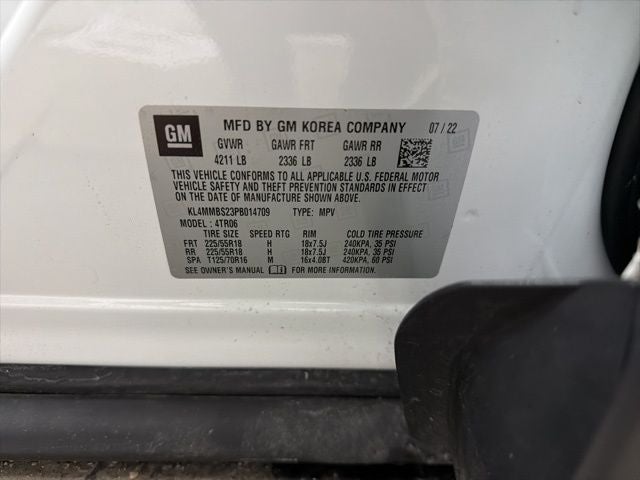 GM MFD BY GM KOREA COMPANY 07 / 22
GVWR GAWR FRT GAWR RR
4211 LB 2336 LB 2336 LB
THIS VEHICLE CONFORMS TO ALL APPLICABLE U.S. FEDERAL MOTOR
VEHICLE SAFETY AND THEFT PREVENTION STANDARDS IN EFFECT
ON THE DATE OF MANUFACTURE SHOWN ABOVE.
KL4MMBS23PB014709 TYPE: MPV
MODEL : 4TR06
TIRE SIZE SPEED RTG RIM COLD TIRE PRESSURE
FRT 225/55R18 H 18x7.5J 240KPA, 35 PSI
RR 225/55R18 H 18x7.5J 240KPA, 35 PSI
SPA T125/70R16 M 16x4.0BT 420KPA, 60 PSI
SEE OWNER'S MANUAL FOR MORE INFORMATION.